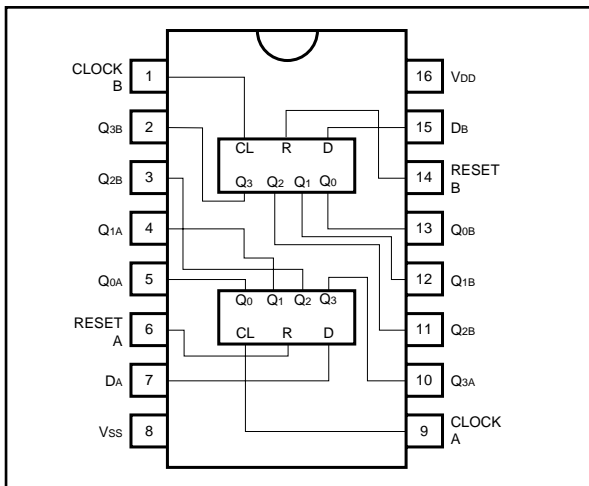 CLOCK
B
1
16
VDD
Q3B
2
15
DB
CL R D
Q2B
3
14
RESET
B
Q3 Q2 Q1 Q0
Q1A
4
13
Q0B
Q0A
5
12
Q1B
Q0 Q1 Q2 Q3
RESET
A
6
11
Q2B
CL R D
DA
7
10
Q3A
VSS
8
9
CLOCK
A